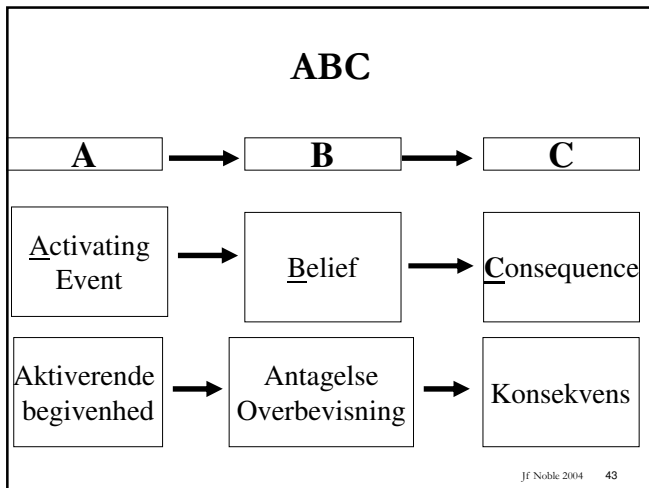 ABC
A B C
Activating
Event
Belief
Consequence
Aktiverende
begivenhed
Antagelse
Overbevisning
Konsekvens
Jf Noble 2004 43